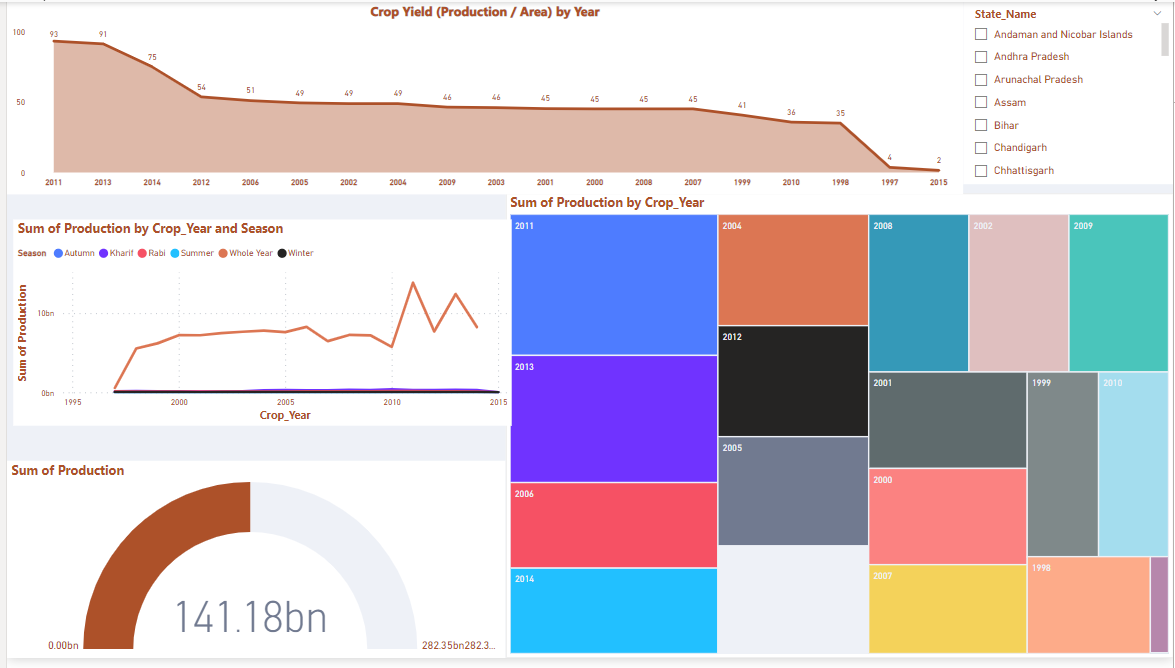 Crop Yield (Production / Area) by Year
100
50
0
93 91 75 54 51 49 49 49 46 46 45 45 45 45 41 36 35 4 2
2011 2013 2014 2012 2006 2005 2002 2004 2009 2003 2001 2000 2008 2007 1999 2010 1998 1997 2015
State_Name
Andaman and Nicobar Islands
Andhra Pradesh
Arunachal Pradesh
Assam
Bihar
Chandigarh
Chhattisgarh
Sum of Production by Crop_Year and Season
Season Autumn Kharif Rabi Summer Whole Year Winter
Sum of Production
10bn
0bn
1995 2000 2005 2010 2015
Crop_Year
Sum of Production
141.18bn
0.00bn
282.35bn282.3...
Sum of Production by Crop_Year
2011
2013
2006
2014
2004
2012
2005
2008
2002
2009
2001
2000
2007
1999
2010
1998